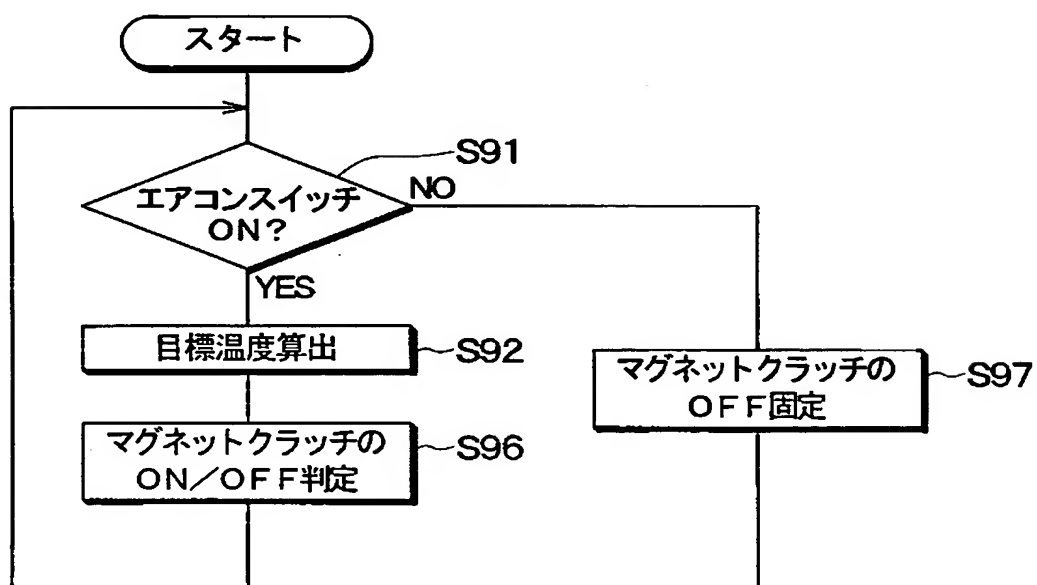 スタート
S91
エアコンスイッチ
ON?
NO
YES
目標温度算出
S92
マグネットクラッチの
ON/OFF判定
S96
マグネットクラッチの
OFF固定
S97